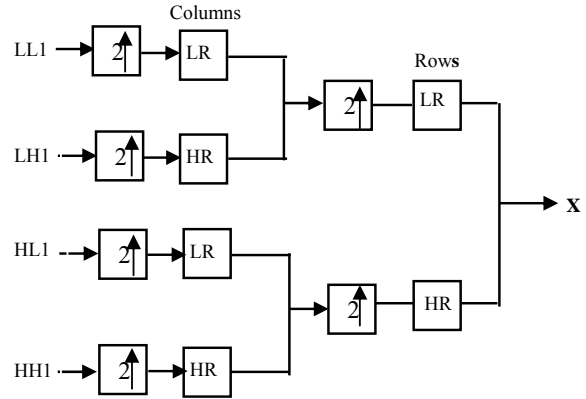 Columns
LL1 2 LR
Rows
2 LR
LH1 2 HR
X
HL1 2 LR
2 HR
HH1 2 HR